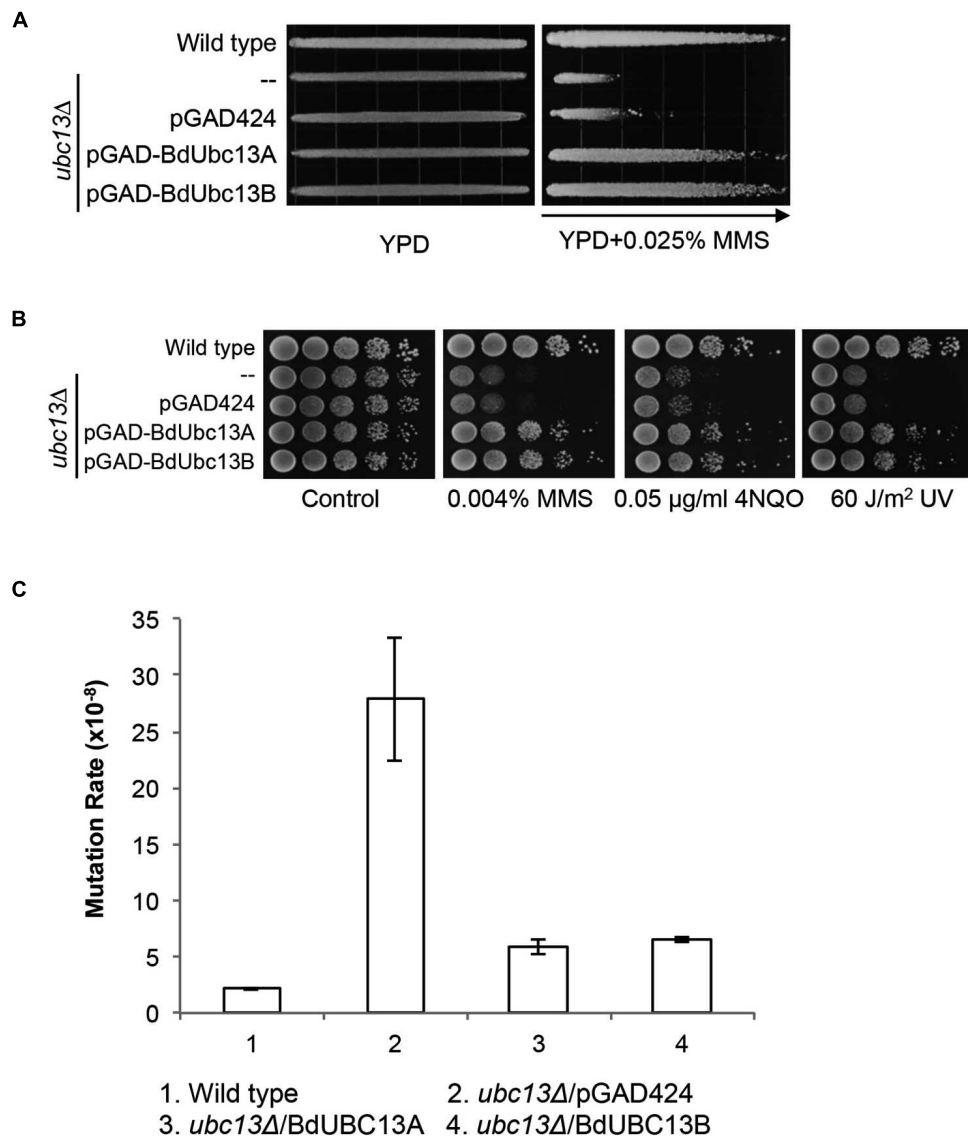 A
Wild type
--
pGAD424
pGAD-BdUbc13A
pGAD-BdUbc13B
ubc13Δ
YPD
YPD+0.025% MMS
B
Wild type
--
pGAD424
pGAD-BdUbc13A
pGAD-BdUbc13B
ubc13Δ
Control
0.004% MMS
0.05 µg/ml 4NQO
60 J/m² UV
C
Mutation Rate (x10⁻⁸)
35
30
25
20
15
10
5
0
1 2 3 4
1. Wild type 2. ubc13Δ/pGAD424
3. ubc13Δ/BdUBC13A 4. ubc13Δ/BdUBC13B